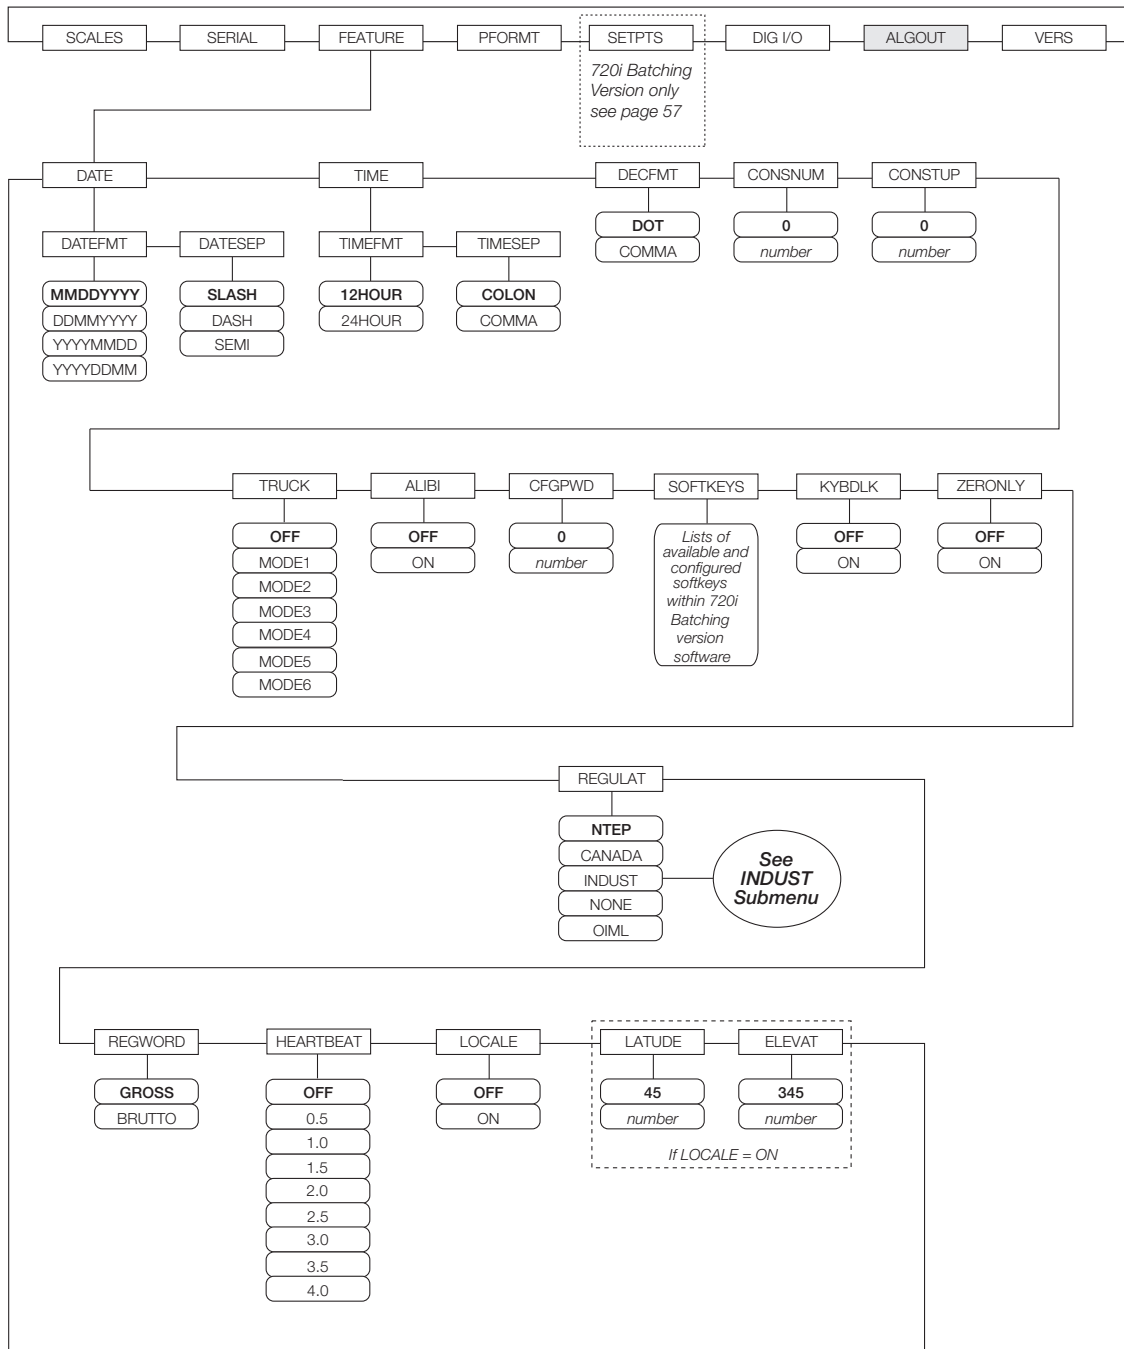 SCALES
SERIAL
FEATURE
PFORMT
SETPTS
DIG I/O
ALGOUT
VERS
720i Batching
Version only
see page 57
DATE
TIME
DECFMT
CONSNUM
CONSTUP
DOT
COMMA
0
number
0
number
DATEFMT
DATESEP
TIMEFMT
TIMESEP
MMDDYYYY
DDMMYYYY
YYYYMMDD
YYYYDDMM
SLASH
DASH
SEMI
12HOUR
24HOUR
COLON
COMMA
TRUCK
ALIBI
CFGPWD
SOFTKEYS
KYBDLK
ZERONLY
OFF
MODE1
MODE2
MODE3
MODE4
MODE5
MODE6
OFF
ON
0
number
Lists of
available and
configured
softkeys
within 720i
Batching
version
software
OFF
ON
OFF
ON
REGULAT
NTEP
CANADA
INDUST
NONE
OIML
See
INDUST
Submenu
REGWORD
HEARTBEAT
LOCALE
LATUDE
ELEVAT
GROSS
BRUTTO
OFF
0.5
1.0
1.5
2.0
2.5
3.0
3.5
4.0
OFF
ON
45
number
345
number
If LOCALE = ON